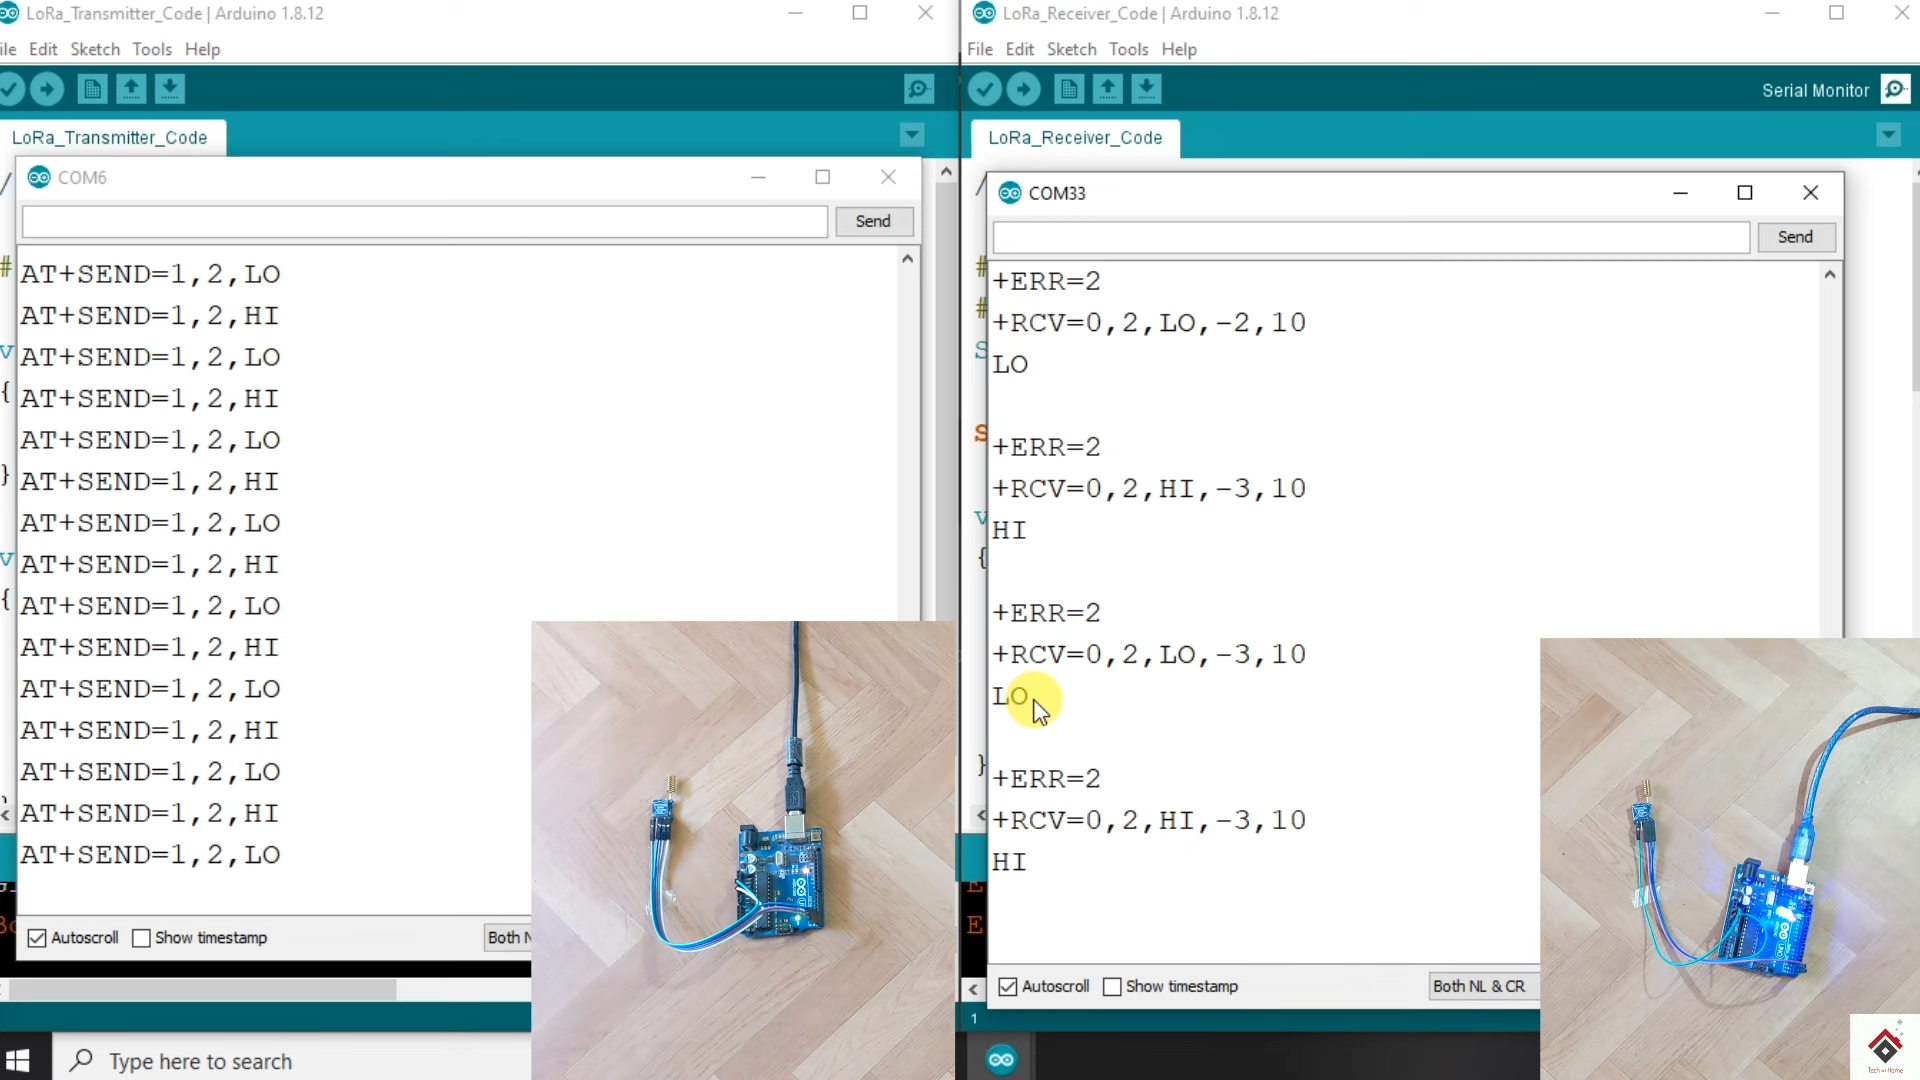 LoRa_Transmitter_Code | Arduino 1.8.12
Edit Sketch Tools Help
LoRa_Transmitter_Code
COM6
Send
AT+SEND=1,2,LO
AT+SEND=1,2,HI
AT+SEND=1,2,LO
AT+SEND=1,2,HI
AT+SEND=1,2,LO
AT+SEND=1,2,HI
AT+SEND=1,2,LO
AT+SEND=1,2,HI
AT+SEND=1,2,LO
AT+SEND=1,2,HI
AT+SEND=1,2,LO
AT+SEND=1,2,HI
AT+SEND=1,2,LO
AT+SEND=1,2,HI
AT+SEND=1,2,LO
Autoscroll Show timestamp Both N
Type here to search
LoRa_Receiver_Code | Arduino 1.8.12
File Edit Sketch Tools Help
Serial Monitor
LoRa_Receiver_Code
COM33
Send
+ERR=2
+RCV=0,2,LO,-2,10
LO
+ERR=2
+RCV=0,2,HI,-3,10
HI
+ERR=2
+RCV=0,2,LO,-3,10
LO
+ERR=2
+RCV=0,2,HI,-3,10
HI
Autoscroll Show timestamp Both NL & CR
1
Tech at Home